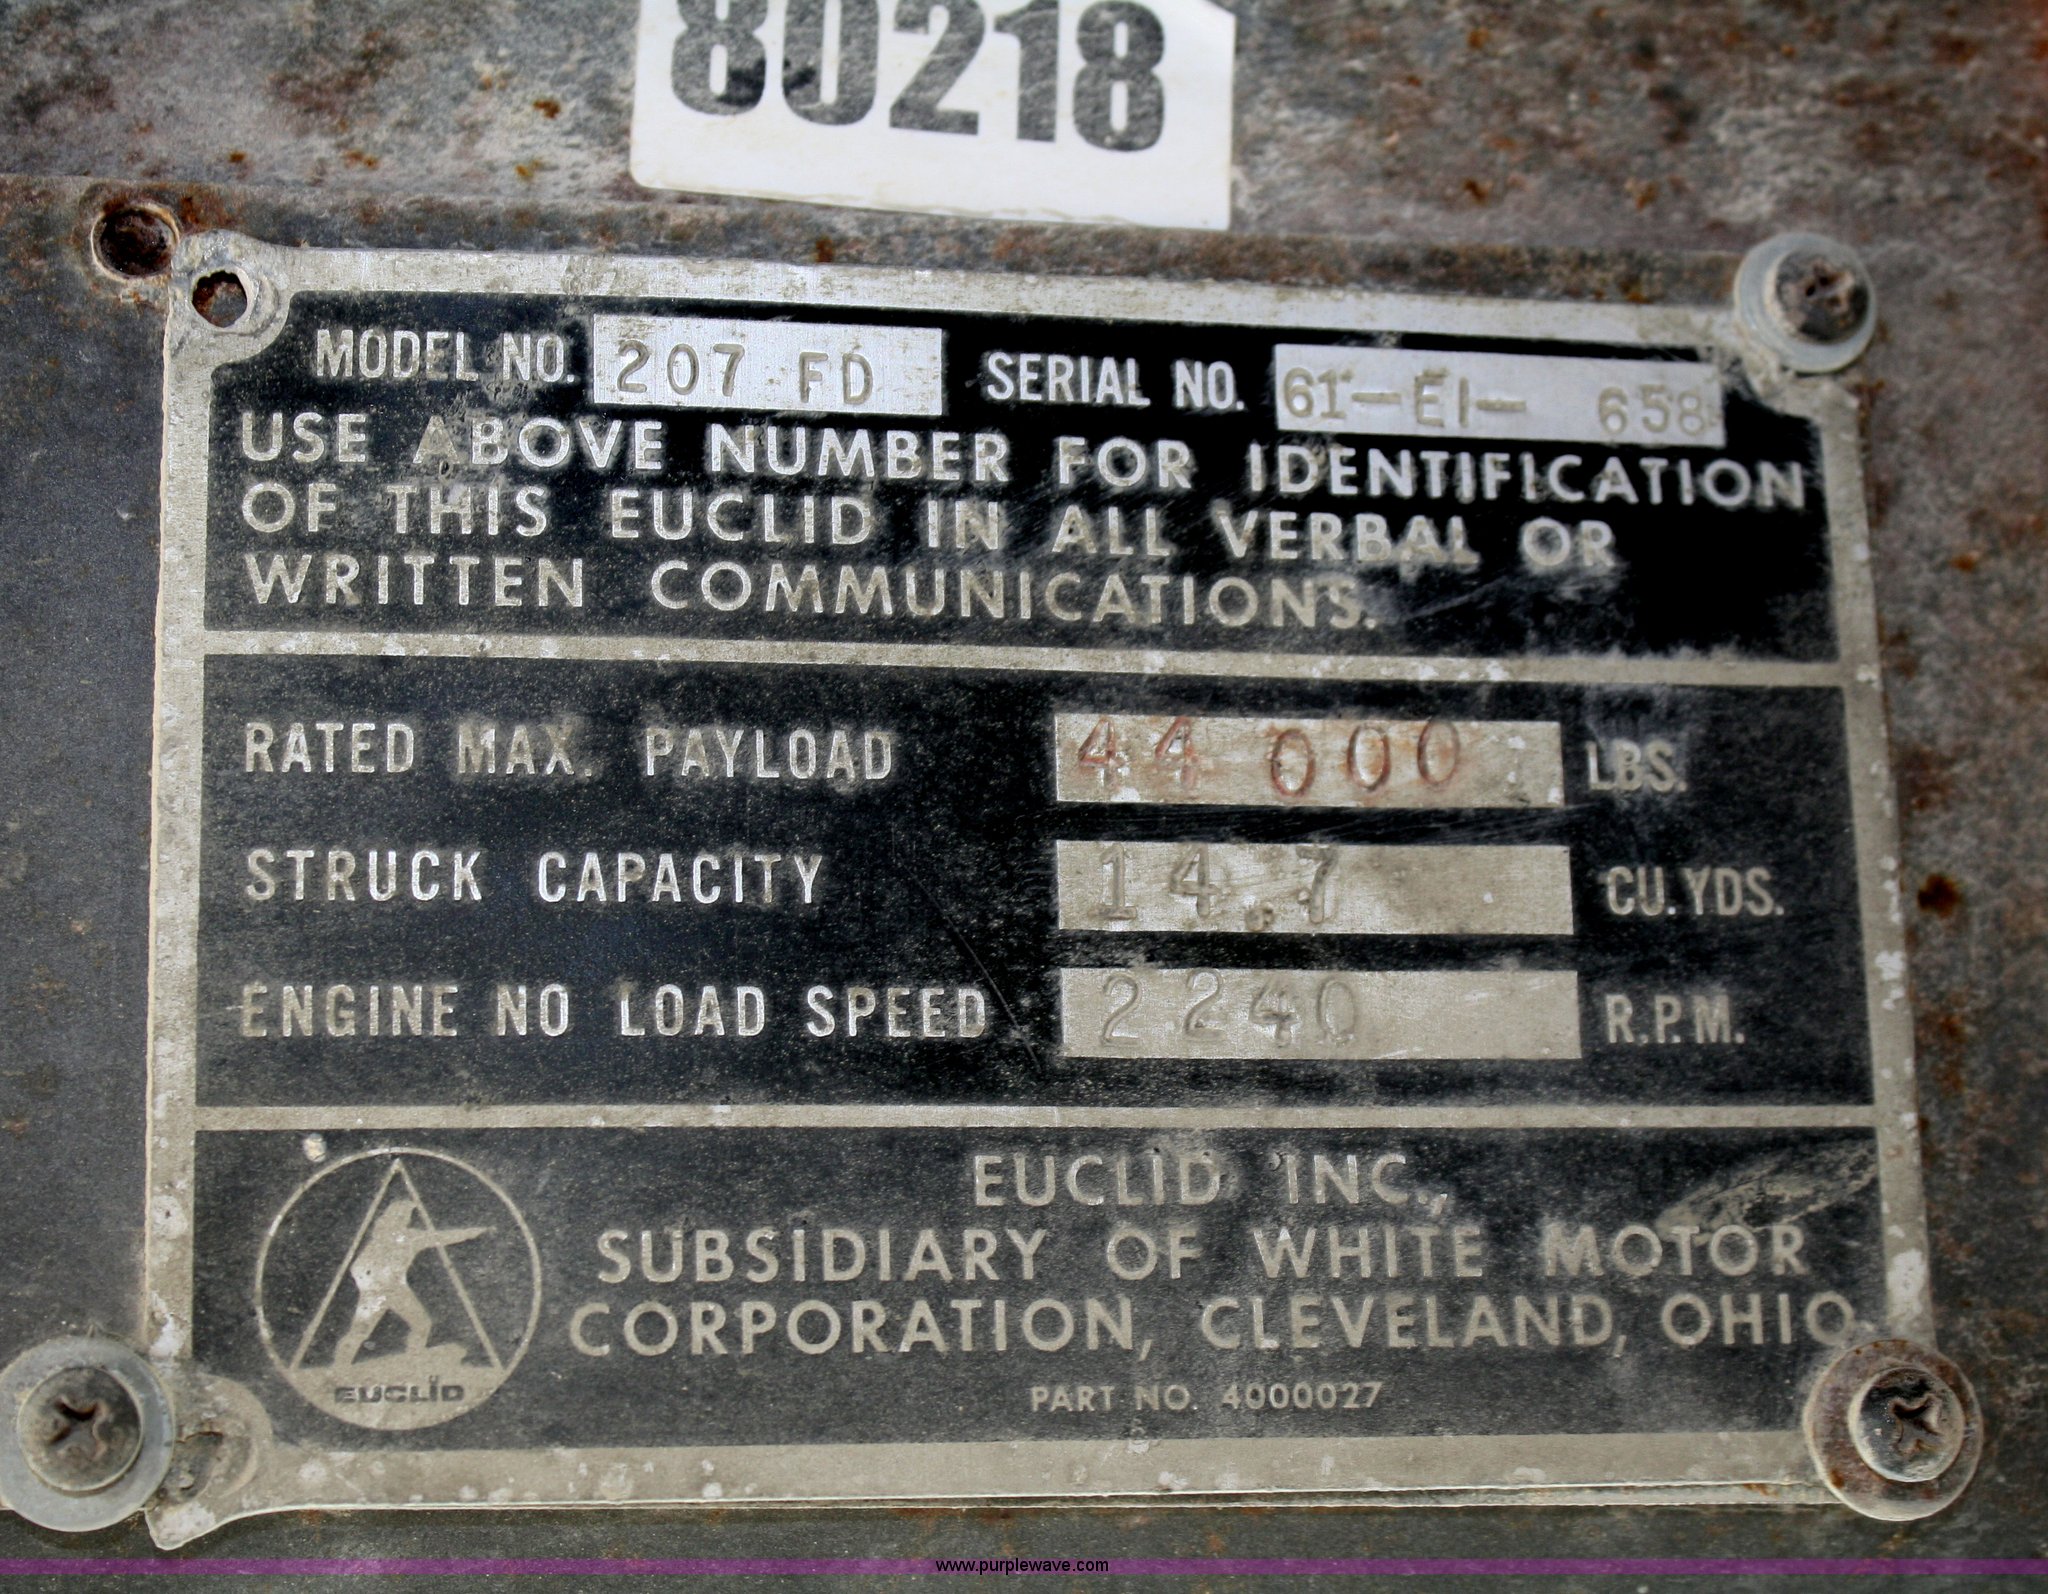 80218
MODEL NO. 207 FD SERIAL NO. 61-EI- 658
USE ABOVE NUMBER FOR IDENTIFICATION
OF THIS EUCLID IN ALL VERBAL OR
WRITTEN COMMUNICATIONS.
RATED MAX. PAYLOAD 44 000 LBS.
STRUCK CAPACITY 14.7 CU. YDS.
ENGINE NO LOAD SPEED 2240 R.P.M.
EUCLID INC.,
SUBSIDIARY OF WHITE MOTOR
CORPORATION, CLEVELAND, OHIO.
EUCLID
PART NO. 4000027
www.purplewave.com